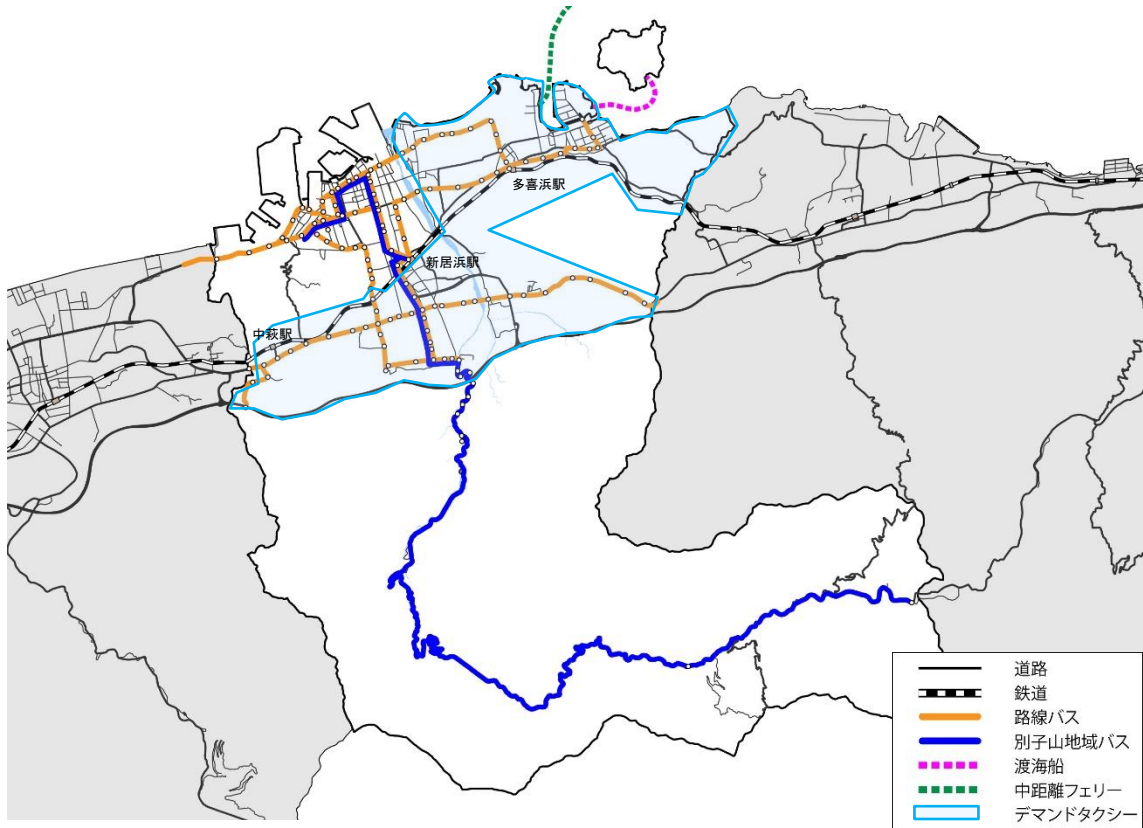 多喜浜駅
新居浜駅
中萩駅
道路
鉄道
路線バス
別子山地域バス
渡海船
中距離フェリー
デマンドタクシー